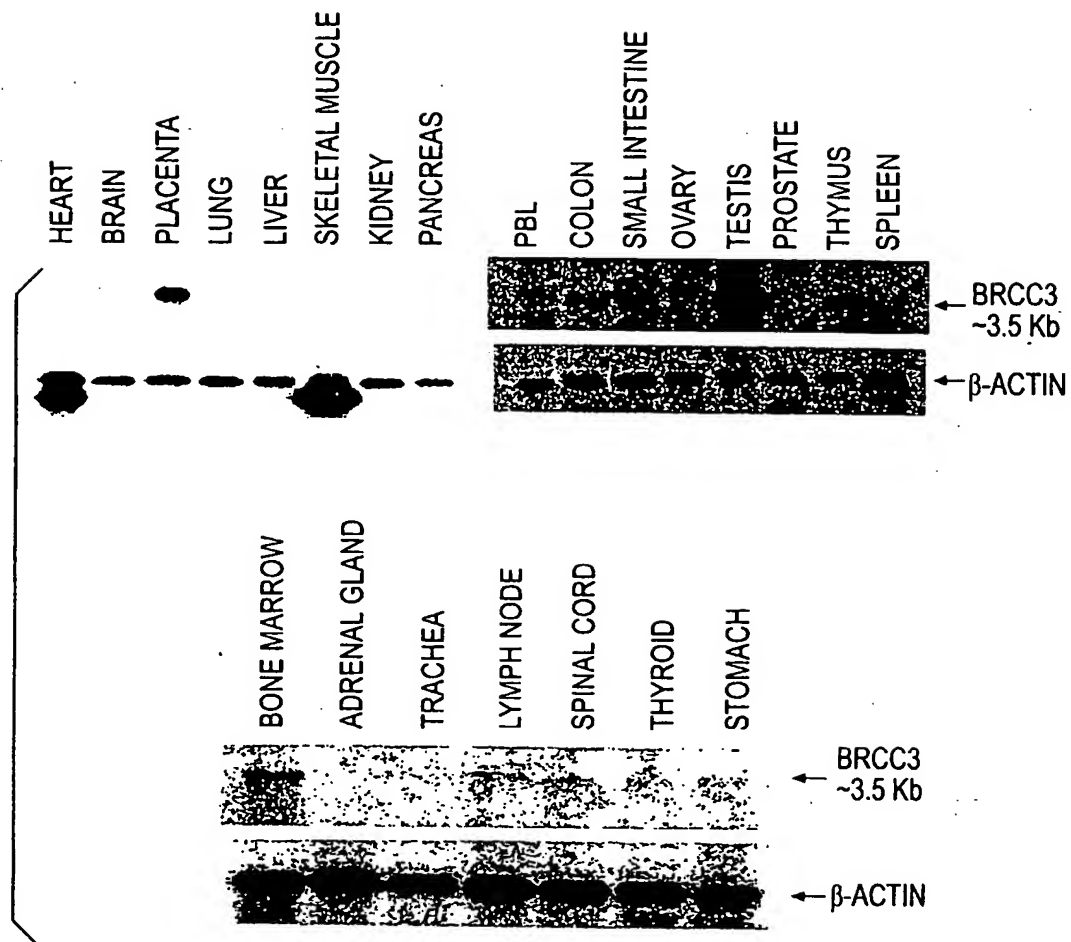 HEART
BRAIN
PLACENTA
LUNG
LIVER
SKELETAL MUSCLE
KIDNEY
PANCREAS
PBL
COLON
SMALL INTESTINE
OVARY
TESTIS
PROSTATE
THYMUS
SPLEEN
BRCC3
~3.5 Kb
β-ACTIN
BONE MARROW
ADRENAL GLAND
TRACHEA
LYMPH NODE
SPINAL CORD
THYROID
STOMACH
BRCC3
~3.5 Kb
β-ACTIN